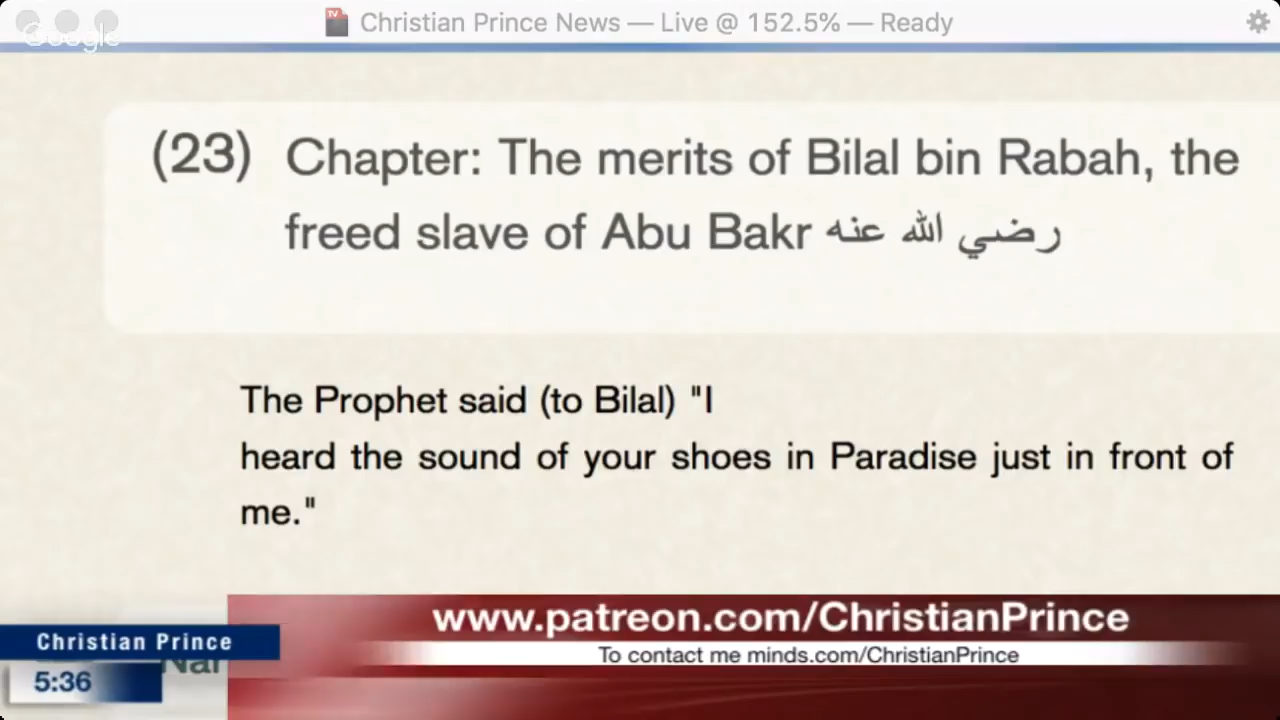 Christian Prince News — Live @ 152.5% — Ready
Google
(23) Chapter: The merits of Bilal bin Rabah, the
freed slave of Abu Bakr رضي الله عنه
The Prophet said (to Bilal) "I
heard the sound of your shoes in Paradise just in front of
me."
www.patreon.com/ChristianPrince
Christian Prince
To contact me minds.com/ChristianPrince
5:36